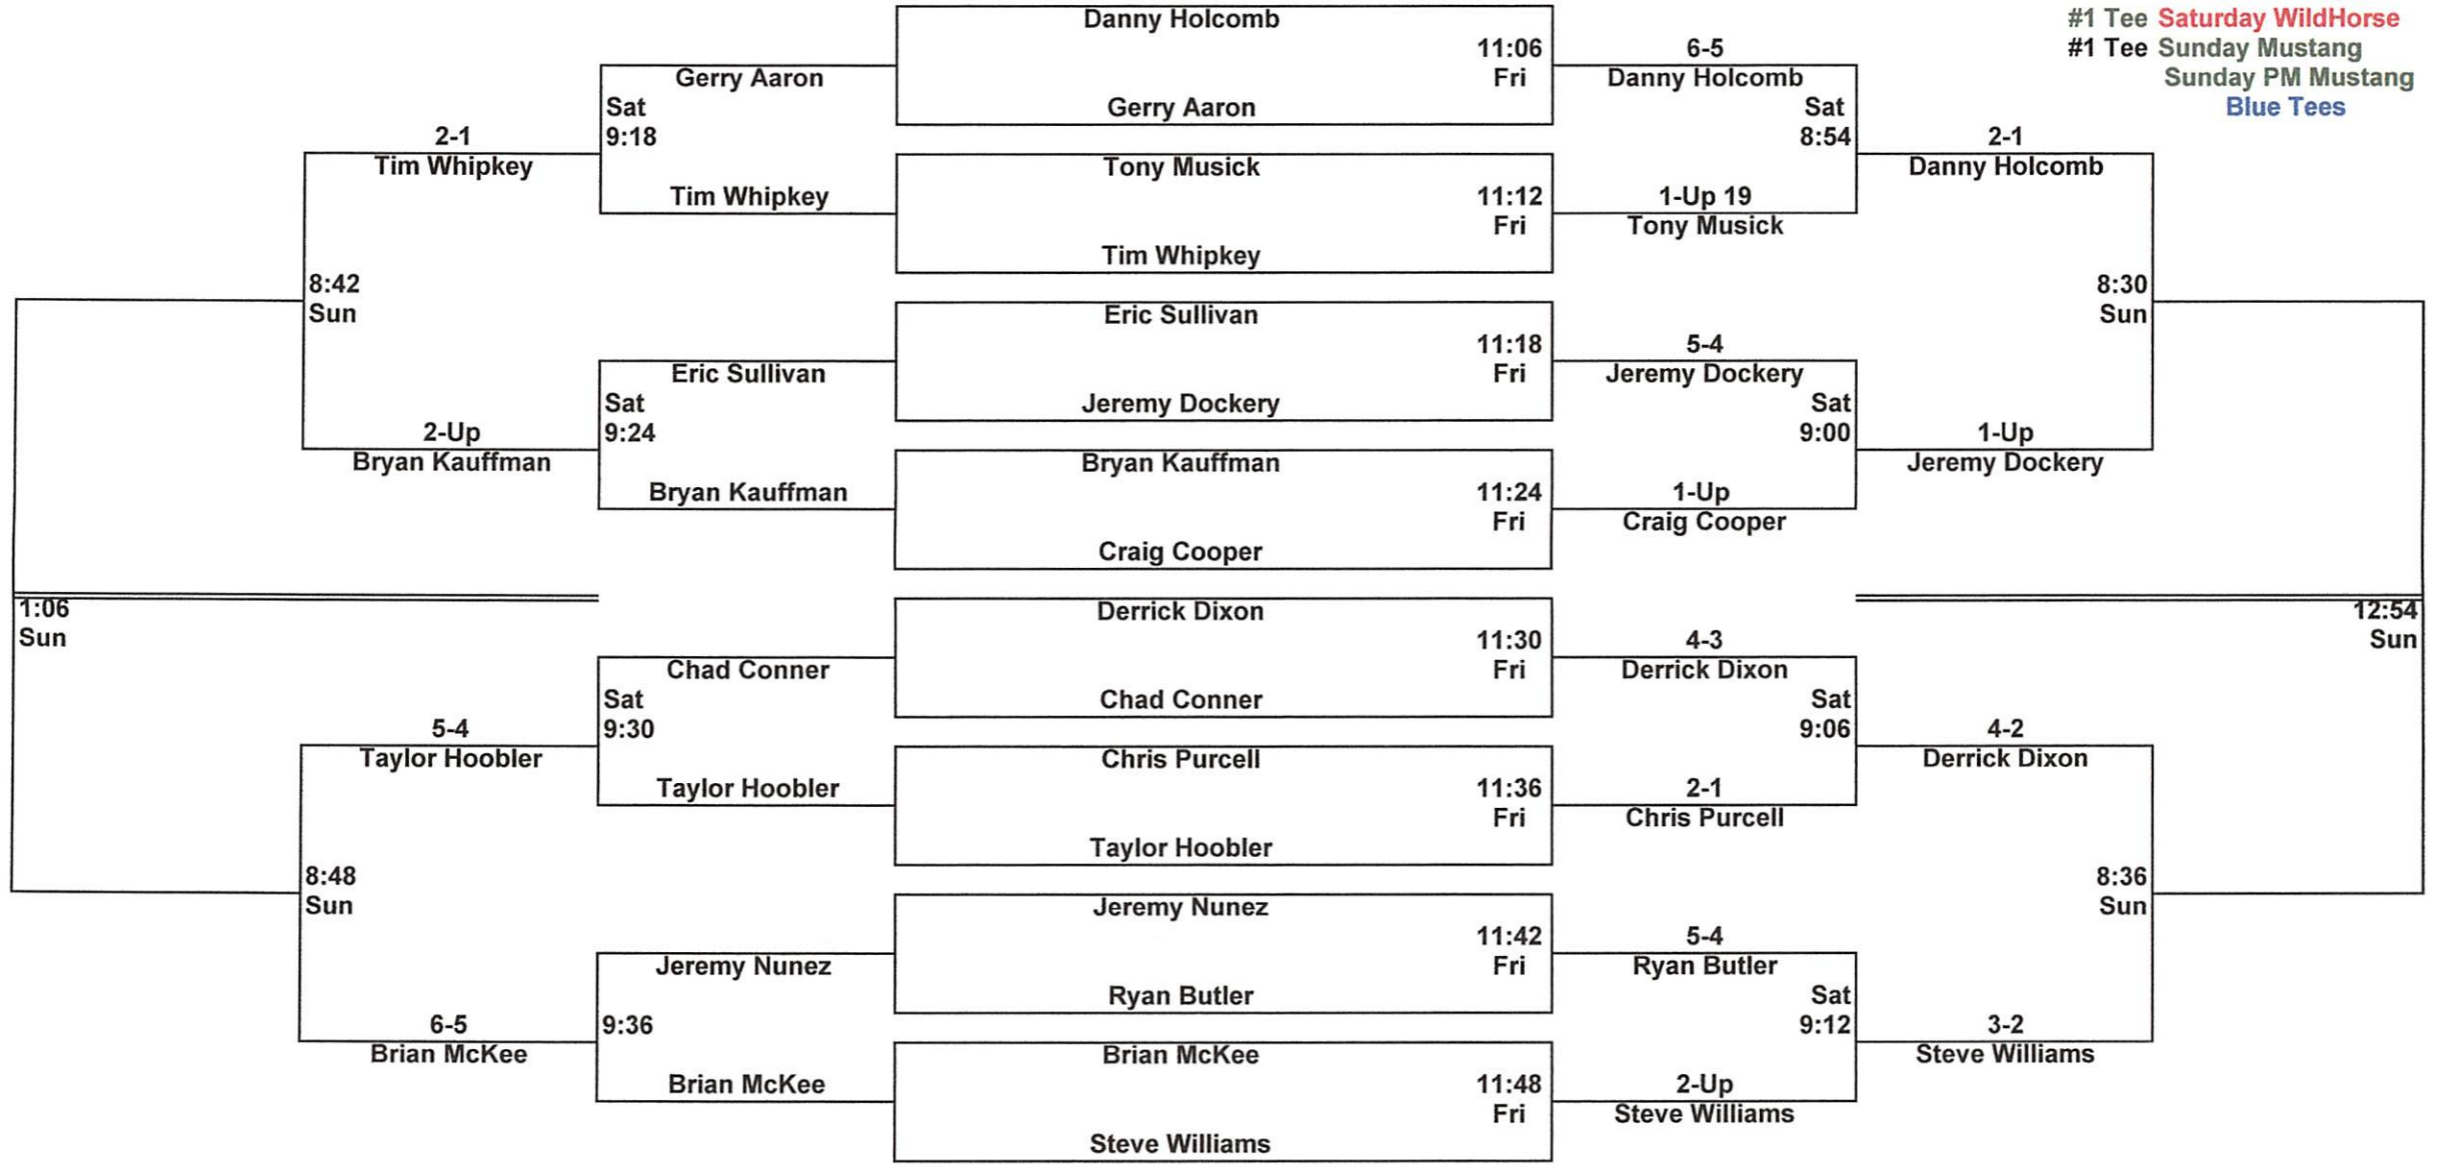 #1 Tee Saturday WildHorse
#1 Tee Sunday Mustang
Sunday PM Mustang
Blue Tees
Gerry Aaron
Sat
9:18
2-1
Tim Whipkey
Tim Whipkey
8:42
Sun
Eric Sullivan
Sat
9:24
2-Up
Bryan Kauffman
Bryan Kauffman
1:06
Sun
Chad Conner
Sat
9:30
5-4
Taylor Hoobler
Taylor Hoobler
8:48
Sun
Jeremy Nunez
9:36
6-5
Brian McKee
Brian McKee
Danny Holcomb
11:06
Fri
Gerry Aaron
Tony Musick
11:12
Fri
Tim Whipkey
Eric Sullivan
11:18
Fri
Jeremy Dockery
Bryan Kauffman
11:24
Fri
Craig Cooper
Derrick Dixon
11:30
Fri
Chad Conner
Chris Purcell
11:36
Fri
Taylor Hoobler
Jeremy Nunez
11:42
Fri
Ryan Butler
Brian McKee
11:48
Fri
Steve Williams
6-5
Danny Holcomb
Sat
8:54
1-Up 19
Tony Musick
5-4
Jeremy Dockery
Sat
9:00
1-Up
Craig Cooper
4-3
Derrick Dixon
Sat
9:06
2-1
Chris Purcell
5-4
Ryan Butler
Sat
9:12
2-Up
Steve Williams
2-1
Danny Holcomb
8:30
Sun
1-Up
Jeremy Dockery
12:54
Sun
4-2
Derrick Dixon
8:36
Sun
3-2
Steve Williams